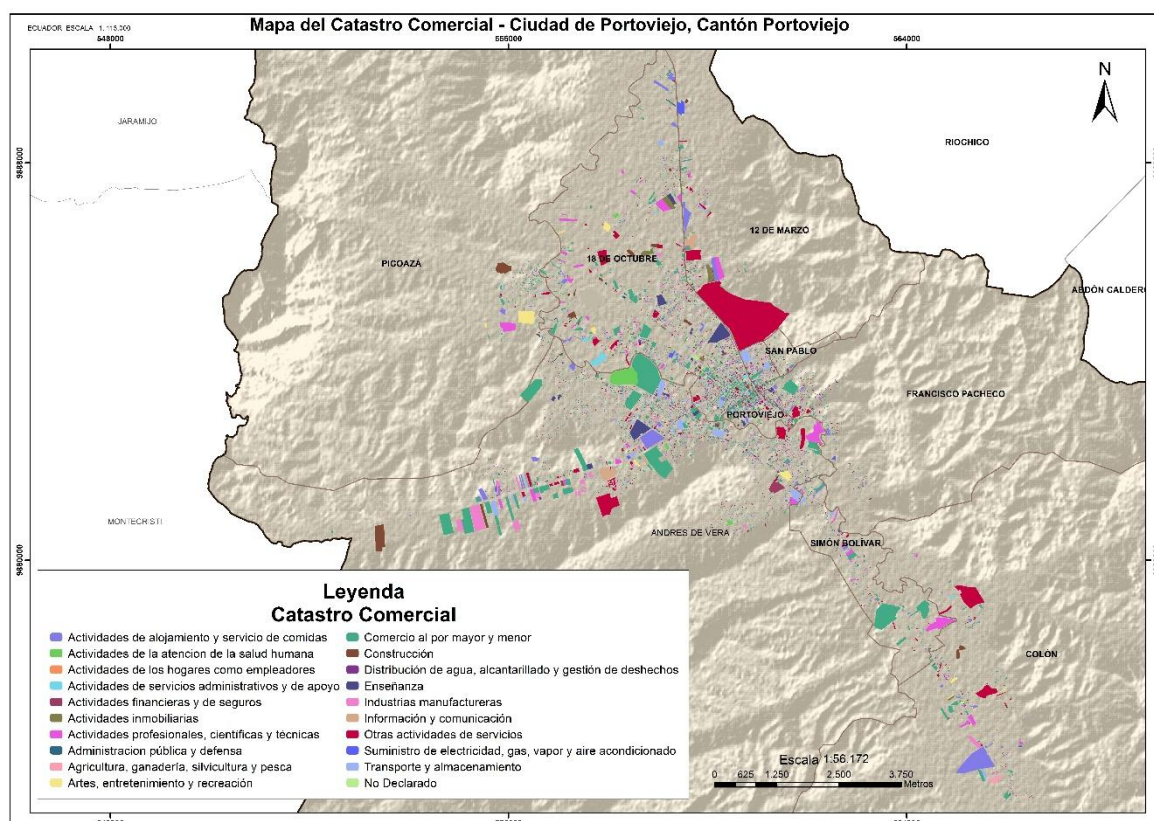 Mapa del Catastro Comercial - Ciudad de Portoviejo, Cantón Portoviejo
ECUADOR ESCALA
548000
556000
564000
N
JARAMIJO
RIOCHICO
9888000
12 DE MARZO
PICOAZA
18 DE OCTUBRE
ABDÓN CALDERO
SAN PABLO
FRANCISCO PACHECO
PORTOVIEJO
MONTECRISTI
ANDRES DE VERA
SIMÓN BOLÍVAR
9880000
COLÓN
Leyenda
Catastro Comercial
Actividades de alojamiento y servicio de comidas
Actividades de la atencion de la salud humana
Actividades de los hogares como empleadores
Actividades de servicios administrativos y de apoyo
Actividades financieras y de seguros
Actividades inmobiliarias
Actividades profesionales, científicas y técnicas
Administracion pública y defensa
Agricultura, ganadería, silvicultura y pesca
Artes, entretenimiento y recreación
Comercio al por mayor y menor
Construcción
Distribución de agua, alcantarillado y gestión de deshechos
Enseñanza
Industrias manufactureras
Información y comunicación
Otras actividades de servicios
Suministro de electricidad, gas, vapor y aire acondicionado
Transporte y almacenamiento
No Declarado
Escala 1:56.172
0 625 1.250 2.500 3.750
Metros